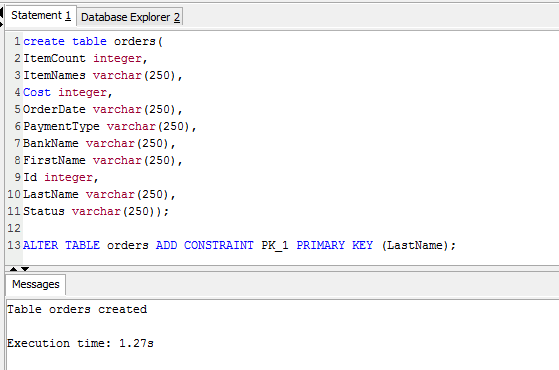 Statement 1 Database Explorer 2
1 create table orders(
2 ItemCount integer,
3 ItemNames varchar(250),
4 Cost integer,
5 OrderDate varchar(250),
6 PaymentType varchar(250),
7 BankName varchar(250),
8 FirstName varchar(250),
9 Id integer,
10 LastName varchar(250),
11 Status varchar(250));
12
13 ALTER TABLE orders ADD CONSTRAINT PK_1 PRIMARY KEY (LastName);
Messages
Table orders created
Execution time: 1.27s